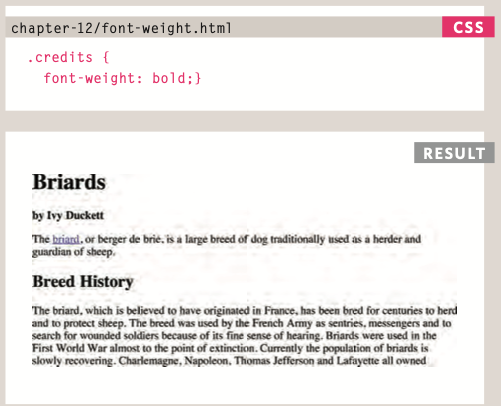 chapter-12/font-weight.html
CSS
.credits {
font-weight: bold;}
RESULT
Briards
by Ivy Duckett
The briard, or berger de brie, is a large breed of dog traditionally used as a herder and
guardian of sheep.
Breed History
The briard, which is believed to have originated in France, has been bred for centuries to herd
and to protect sheep. The breed was used by the French Army as sentries, messengers and to
search for wounded soldiers because of its fine sense of hearing. Briards were used in the
First World War almost to the point of extinction. Currently the population of briards is
slowly recovering. Charlemagne, Napoleon, Thomas Jefferson and Lafayette all owned